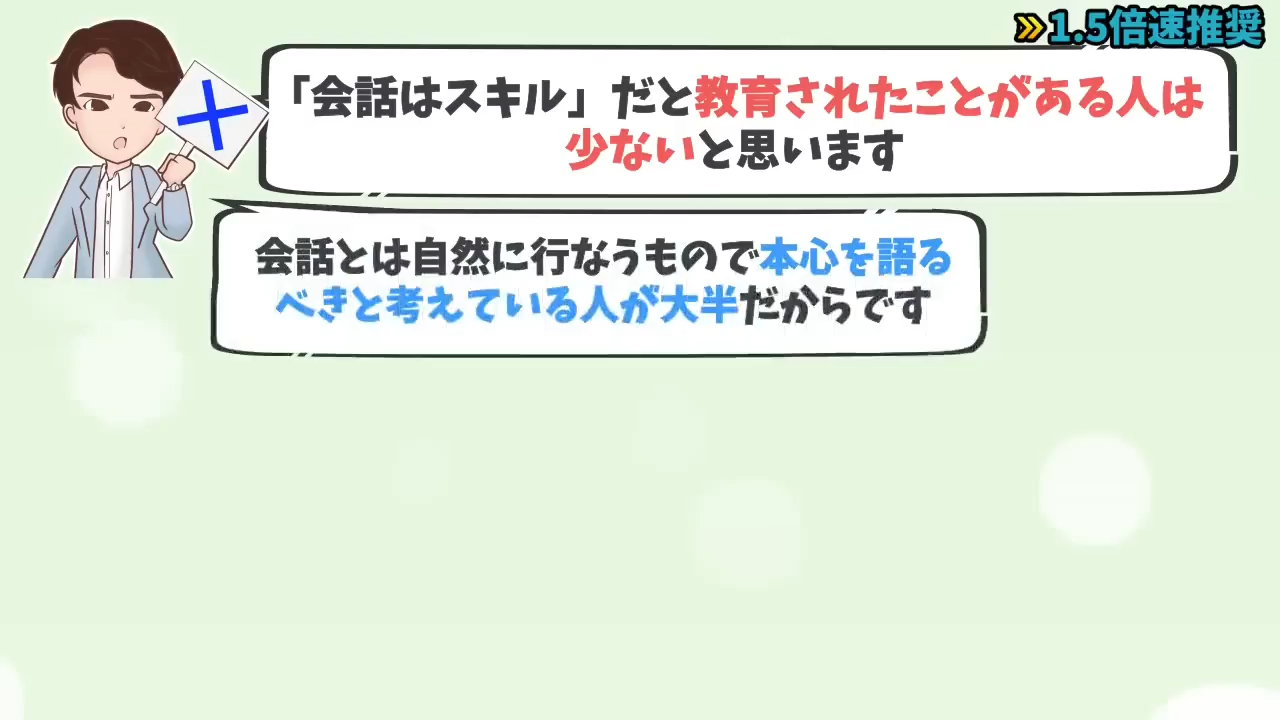 1.5倍速推奨
「会話はスキル」だと教育されたことがある人は
少ないと思います
会話とは自然に行なうもので本心を語る
べきと考えている人が大半だからです